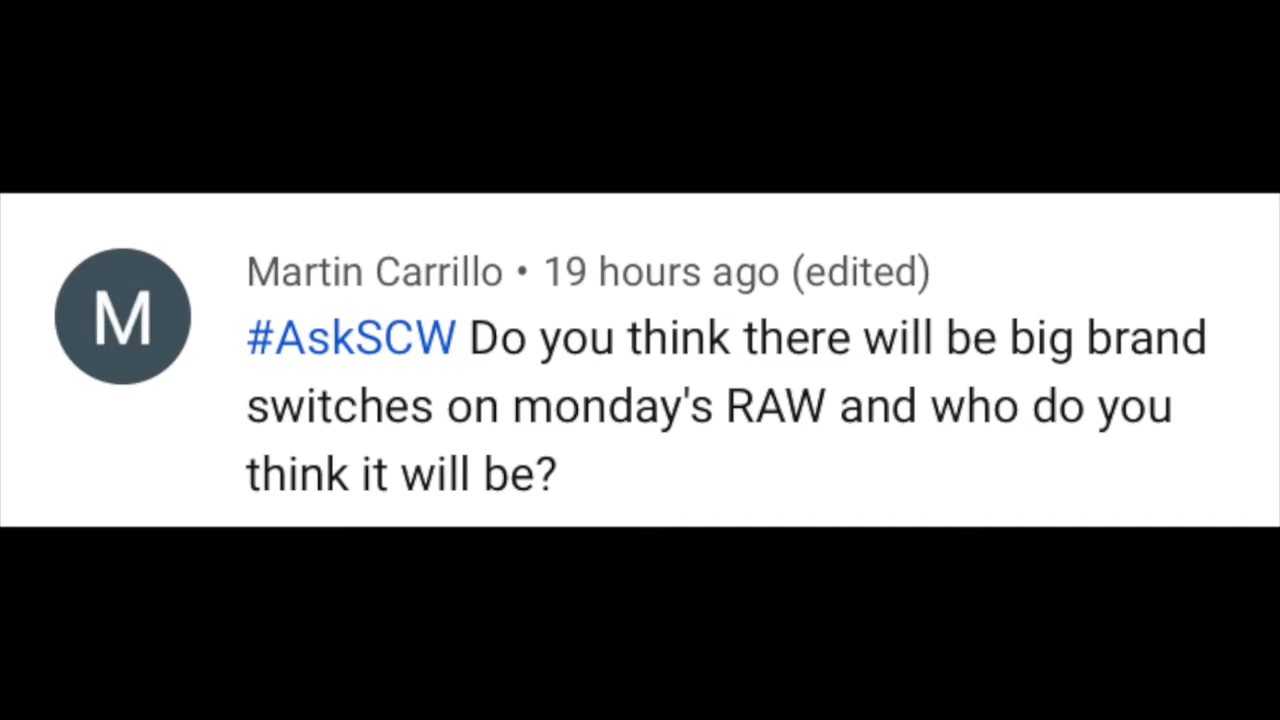 M
Martin Carrillo • 19 hours ago (edited)
#AskSCW Do you think there will be big brand
switches on monday's RAW and who do you
think it will be?